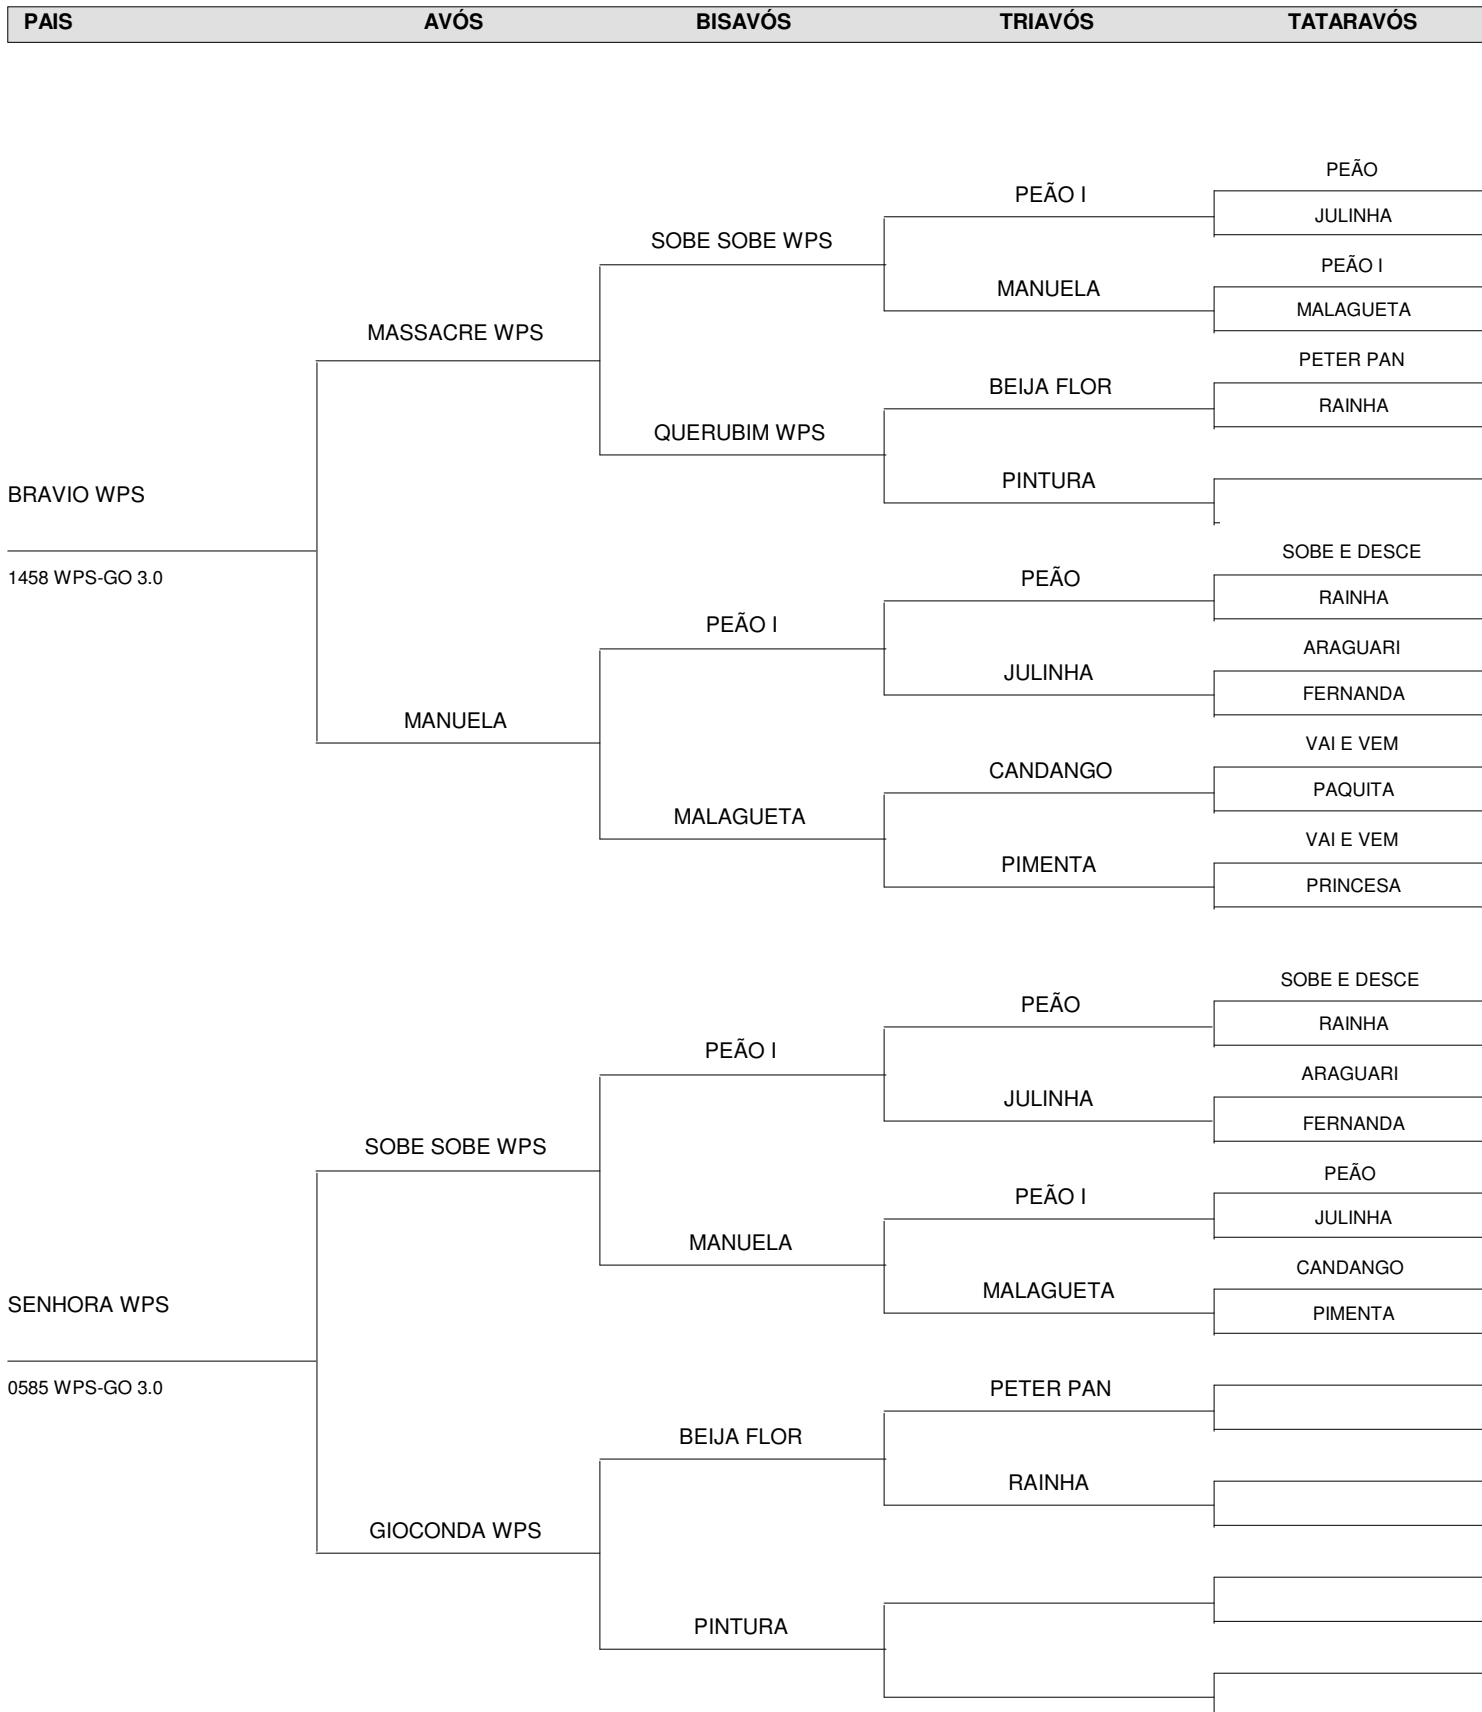 PAIS AVÓS BISAVÓS TRIAVÓS TATARAVÓS
PEÃO
PEÃO I
JULINHA
SOBE SOBE WPS
PEÃO I
MANUELA
MALAGUETA
MASSACRE WPS
PETER PAN
BEIJA FLOR
RAINHA
QUERUBIM WPS
PINTURA
BRAVIO WPS
SOBE E DESCE
1458 WPS-GO 3.0
PEÃO
RAINHA
PEÃO I
ARAGUARI
JULINHA
FERNANDA
MANUELA
VAI E VEM
CANDANGO
PAQUITA
MALAGUETA
VAI E VEM
PIMENTA
PRINCESA
SOBE E DESCE
PEÃO
RAINHA
PEÃO I
ARAGUARI
JULINHA
FERNANDA
SOBE SOBE WPS
PEÃO
PEÃO I
JULINHA
MANUELA
CANDANGO
MALAGUETA
SENHORA WPS
PIMENTA
0585 WPS-GO 3.0
PETER PAN
BEIJA FLOR
RAINHA
GIOCONDA WPS
PINTURA